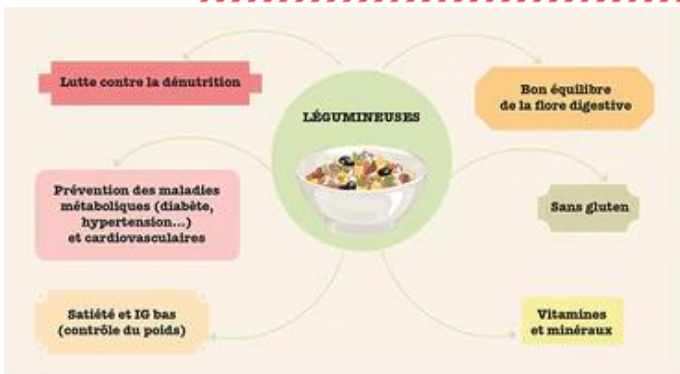 Lutte contre la dénutrition
Bon équilibre
de la flore digestive
LÉGUMINEUSES
Prévention des maladies
métaboliques (diabète,
hypertension...)
et cardiovasculaires
Sans gluten
Satiété et IG bas
(contrôle du poids)
Vitamines
et minéraux